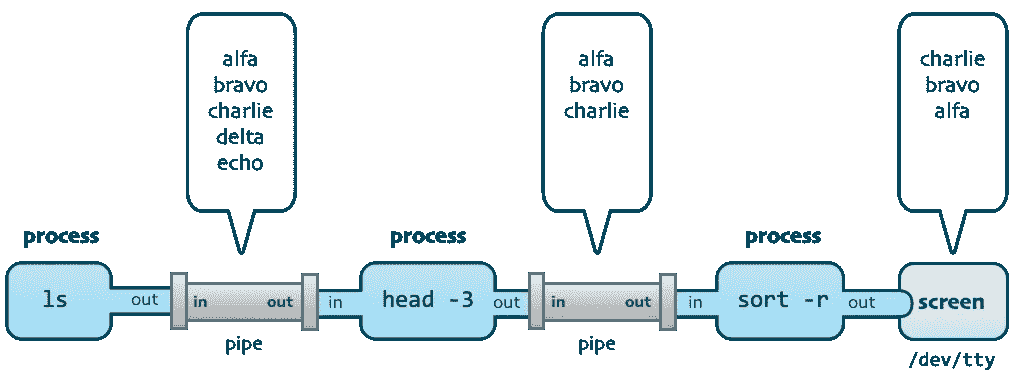 alfa
bravo
charlie
delta
echo
alfa
bravo
charlie
charlie
bravo
alfa
process
process
process
ls
out
in
out
in
head -3
out
in
out
in
sort -r
out
screen
pipe
pipe
/dev/tty